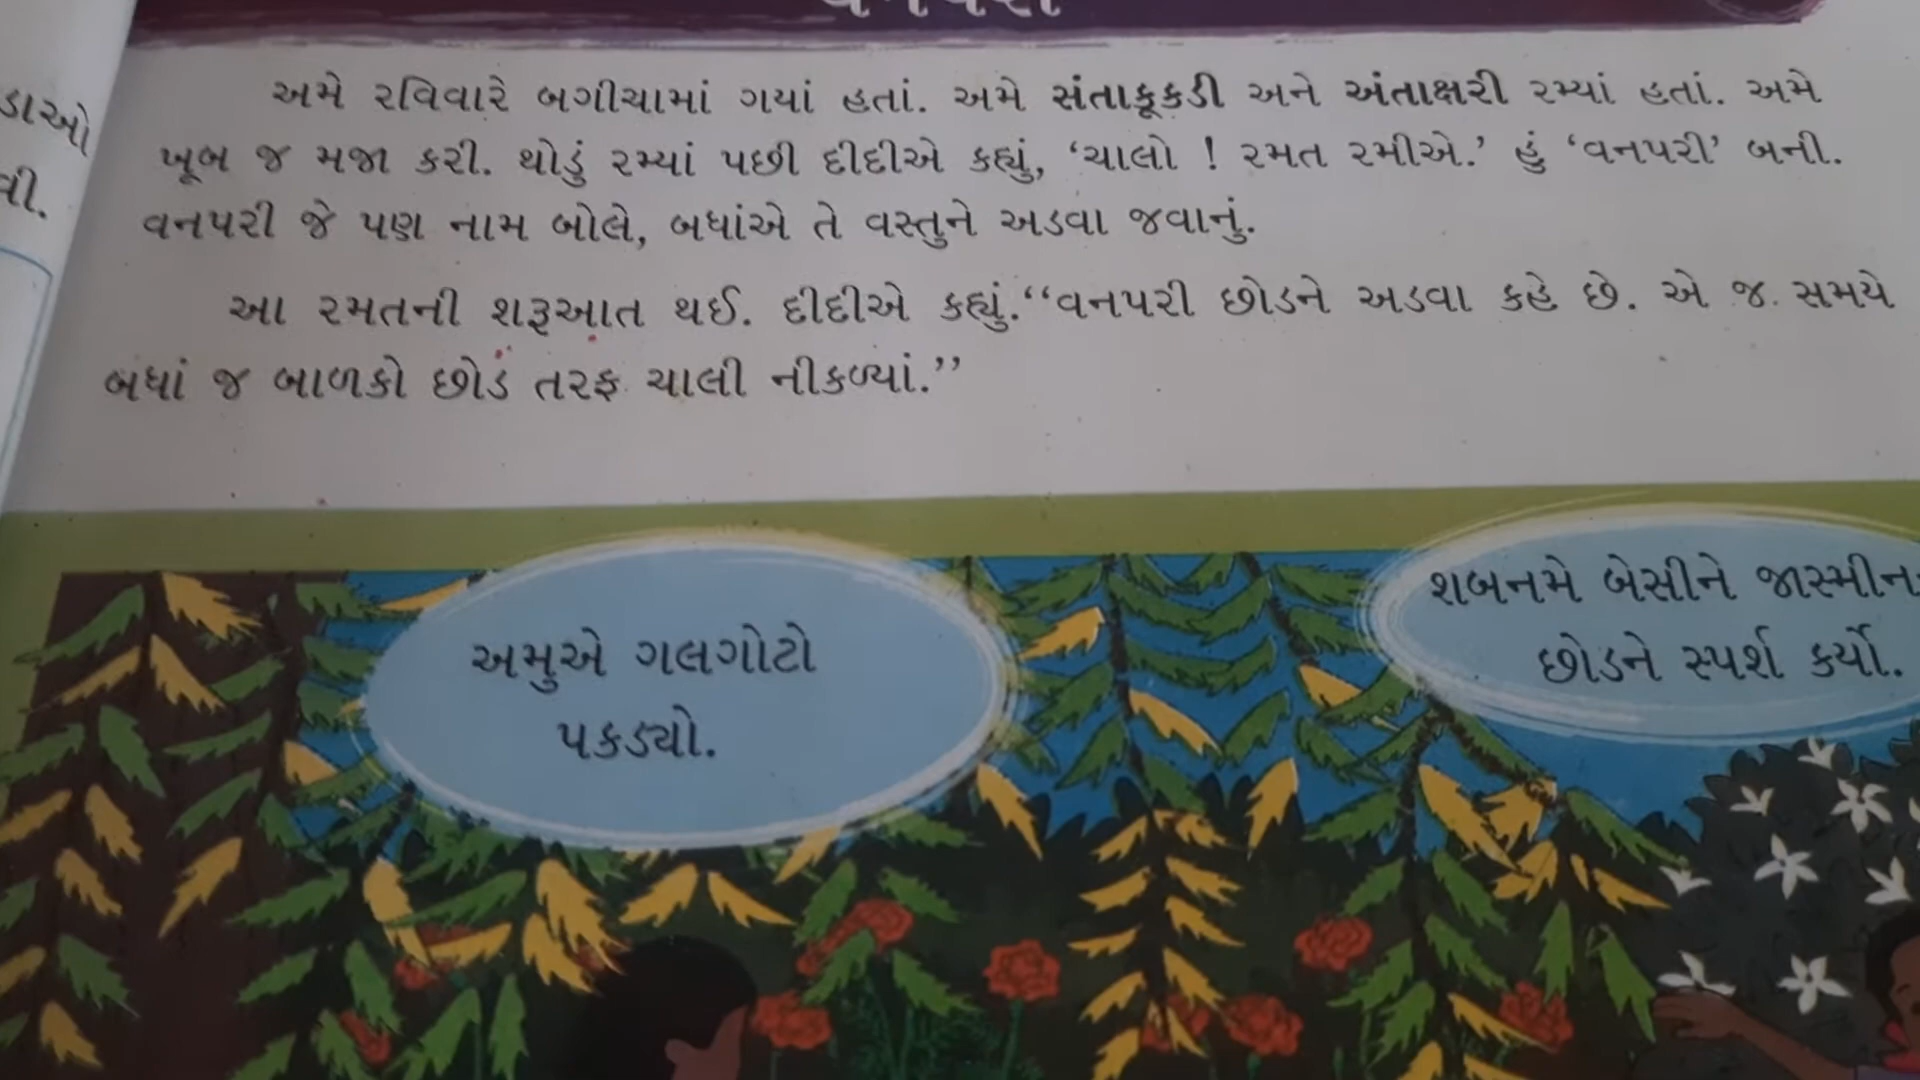 ડાઓ
વી.
અમે રવિવારે બગીચામાં ગયાં હતાં. અમે સંતાકૂકડી અને અંતાક્ષરી રમ્યાં હતાં. અમે
ખૂબ જ મજા કરી. થોડું રમ્યાં પછી દીદીએ કહ્યું, ‘ચાલો ! રમત રમીએ.’ હું ‘વનપરી’ બની.
વનપરી જે પણ નામ બોલે, બધાંએ તે વસ્તુને અડવા જવાનું.
આ રમતની શરૂઆત થઈ. દીદીએ કહ્યું.“વનપરી છોડને અડવા કહે છે. એ જ સમયે
બધાં જ બાળકો છોડ તરફ ચાલી નીકળ્યાં.”
અમુએ ગલગોટો
પકડ્યો.
શબનમે બેસીને જાસ્મીન
છોડને સ્પર્શ કર્યો.